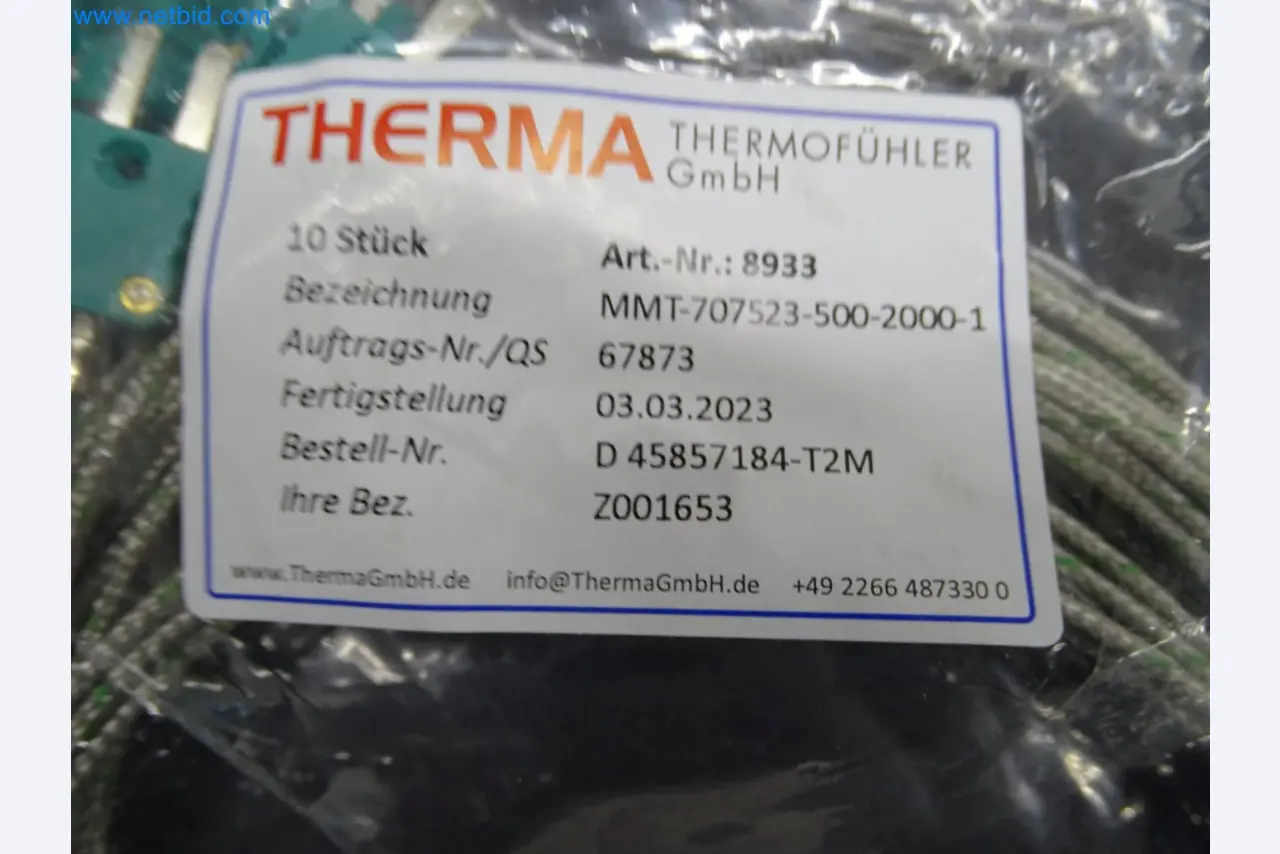 www.netbid.com
THERMA THERMOFÜHLER
GmbH
10 Stück Art.-Nr.: 8933
Bezeichnung MMT-707523-500-2000-1
Auftrags-Nr./QS 67873
Fertigstellung 03.03.2023
Bestell-Nr. D 45857184-T2M
Ihre Bez. Z001653
www.ThermaGmbH.de info@ThermaGmbH.de +49 2266 487330 0